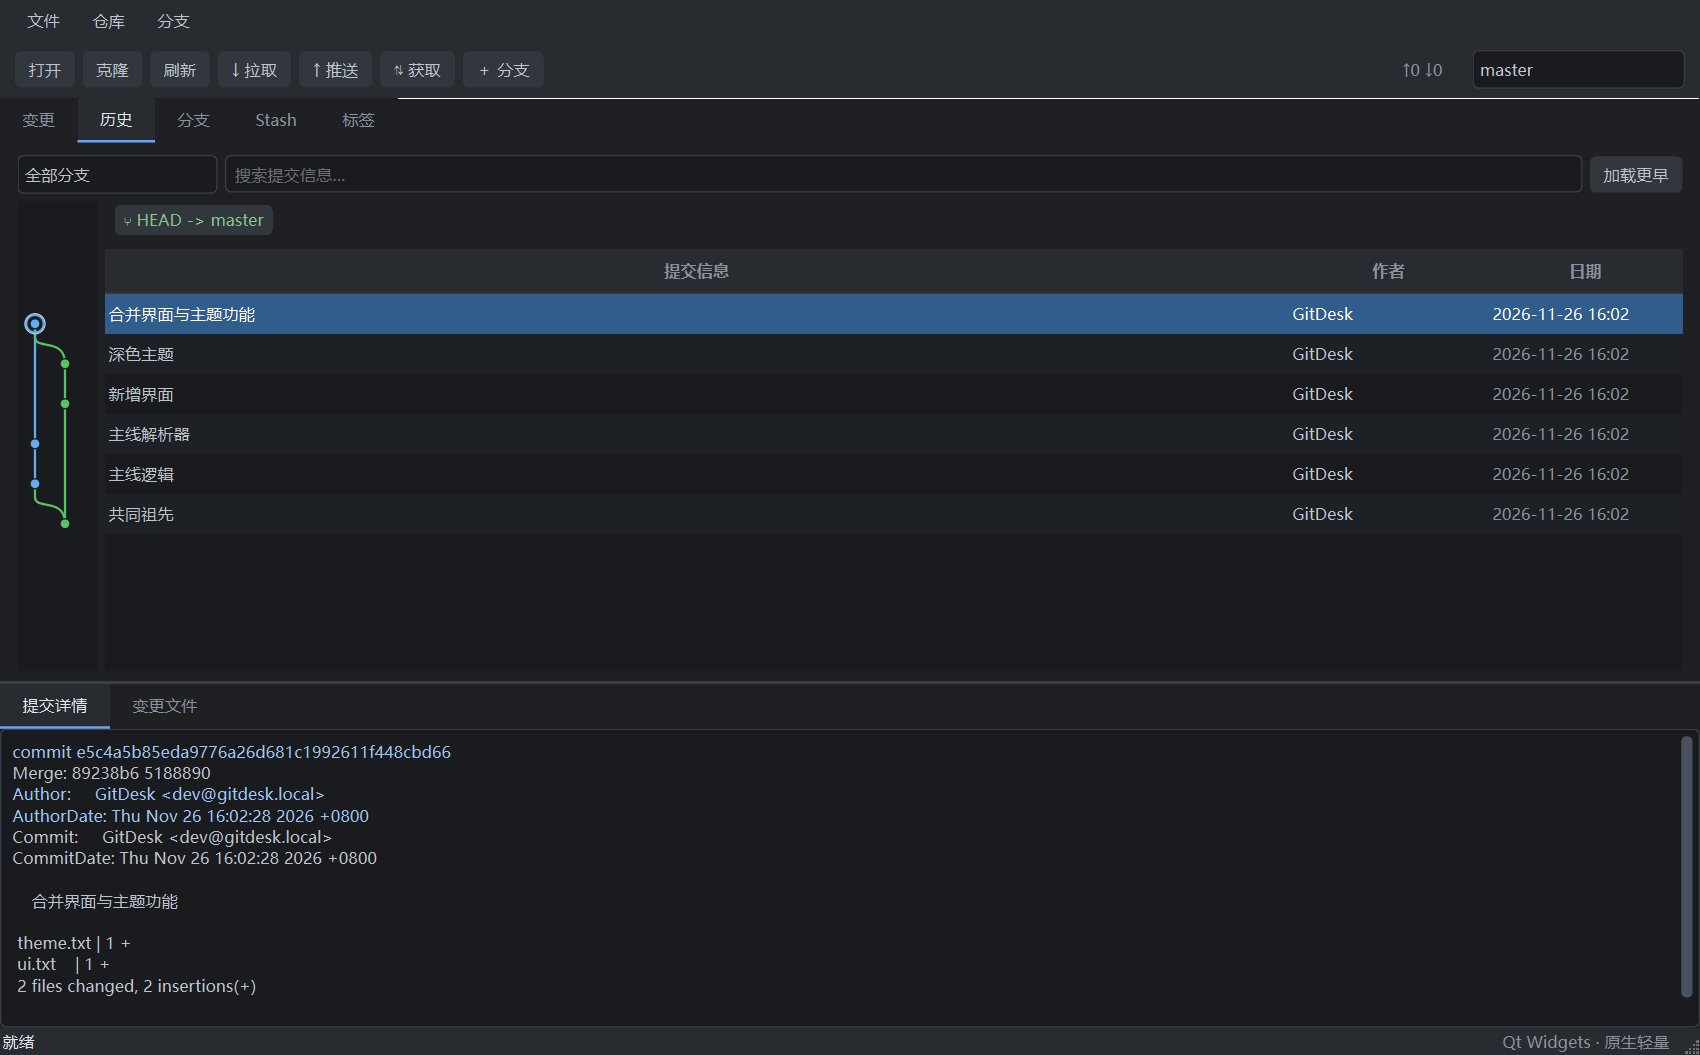 文件 仓库 分支
打开 克隆 刷新 ↓拉取 ↑推送 ⇅获取 + 分支 ↑0 ↓0 master
变更 历史 分支 Stash 标签
全部分支 搜索提交信息... 加载更早
⑂ HEAD -> master
提交信息 作者 日期
合并界面与主题功能 GitDesk 2026-11-26 16:02
深色主题 GitDesk 2026-11-26 16:02
新增界面 GitDesk 2026-11-26 16:02
主线解析器 GitDesk 2026-11-26 16:02
主线逻辑 GitDesk 2026-11-26 16:02
共同祖先 GitDesk 2026-11-26 16:02
提交详情 变更文件
commit e5c4a5b85eda9776a26d681c1992611f448cbd66
Merge: 89238b6 5188890
Author: GitDesk <dev@gitdesk.local>
AuthorDate: Thu Nov 26 16:02:28 2026 +0800
Commit: GitDesk <dev@gitdesk.local>
CommitDate: Thu Nov 26 16:02:28 2026 +0800
合并界面与主题功能
theme.txt | 1 +
ui.txt | 1 +
2 files changed, 2 insertions(+)
就绪 Qt Widgets · 原生轻量